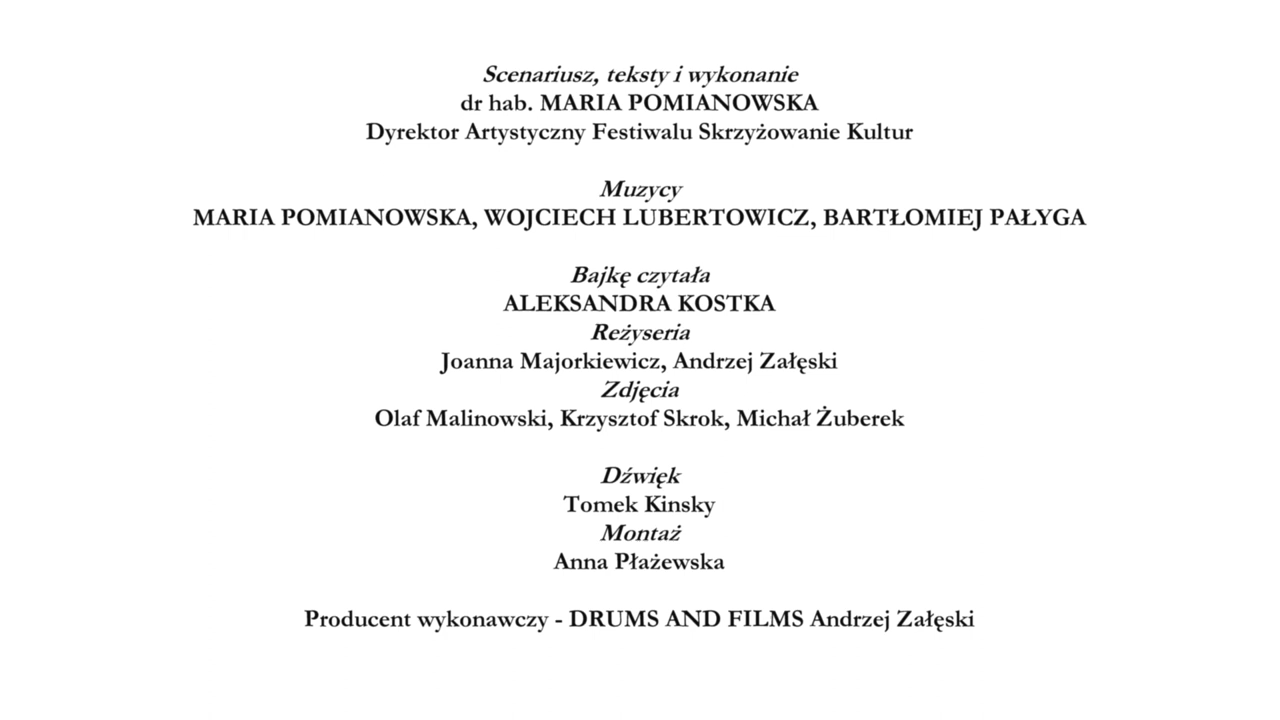 Scenariusz, teksty i wykonanie
dr hab. MARIA POMIANOWSKA
Dyrektor Artystyczny Festiwalu Skrzyżowanie Kultur
Muzycy
MARIA POMIANOWSKA, WOJCIECH LUBERTOWICZ, BARTŁOMIEJ PAŁYGA
Bajkę czytała
ALEKSANDRA KOSTKA
Reżyseria
Joanna Majorkiewicz, Andrzej Załęski
Zdjęcia
Olaf Malinowski, Krzysztof Skrok, Michał Żuberek
Dźwięk
Tomek Kinsky
Montaż
Anna Płażewska
Producent wykonawczy - DRUMS AND FILMS Andrzej Załęski